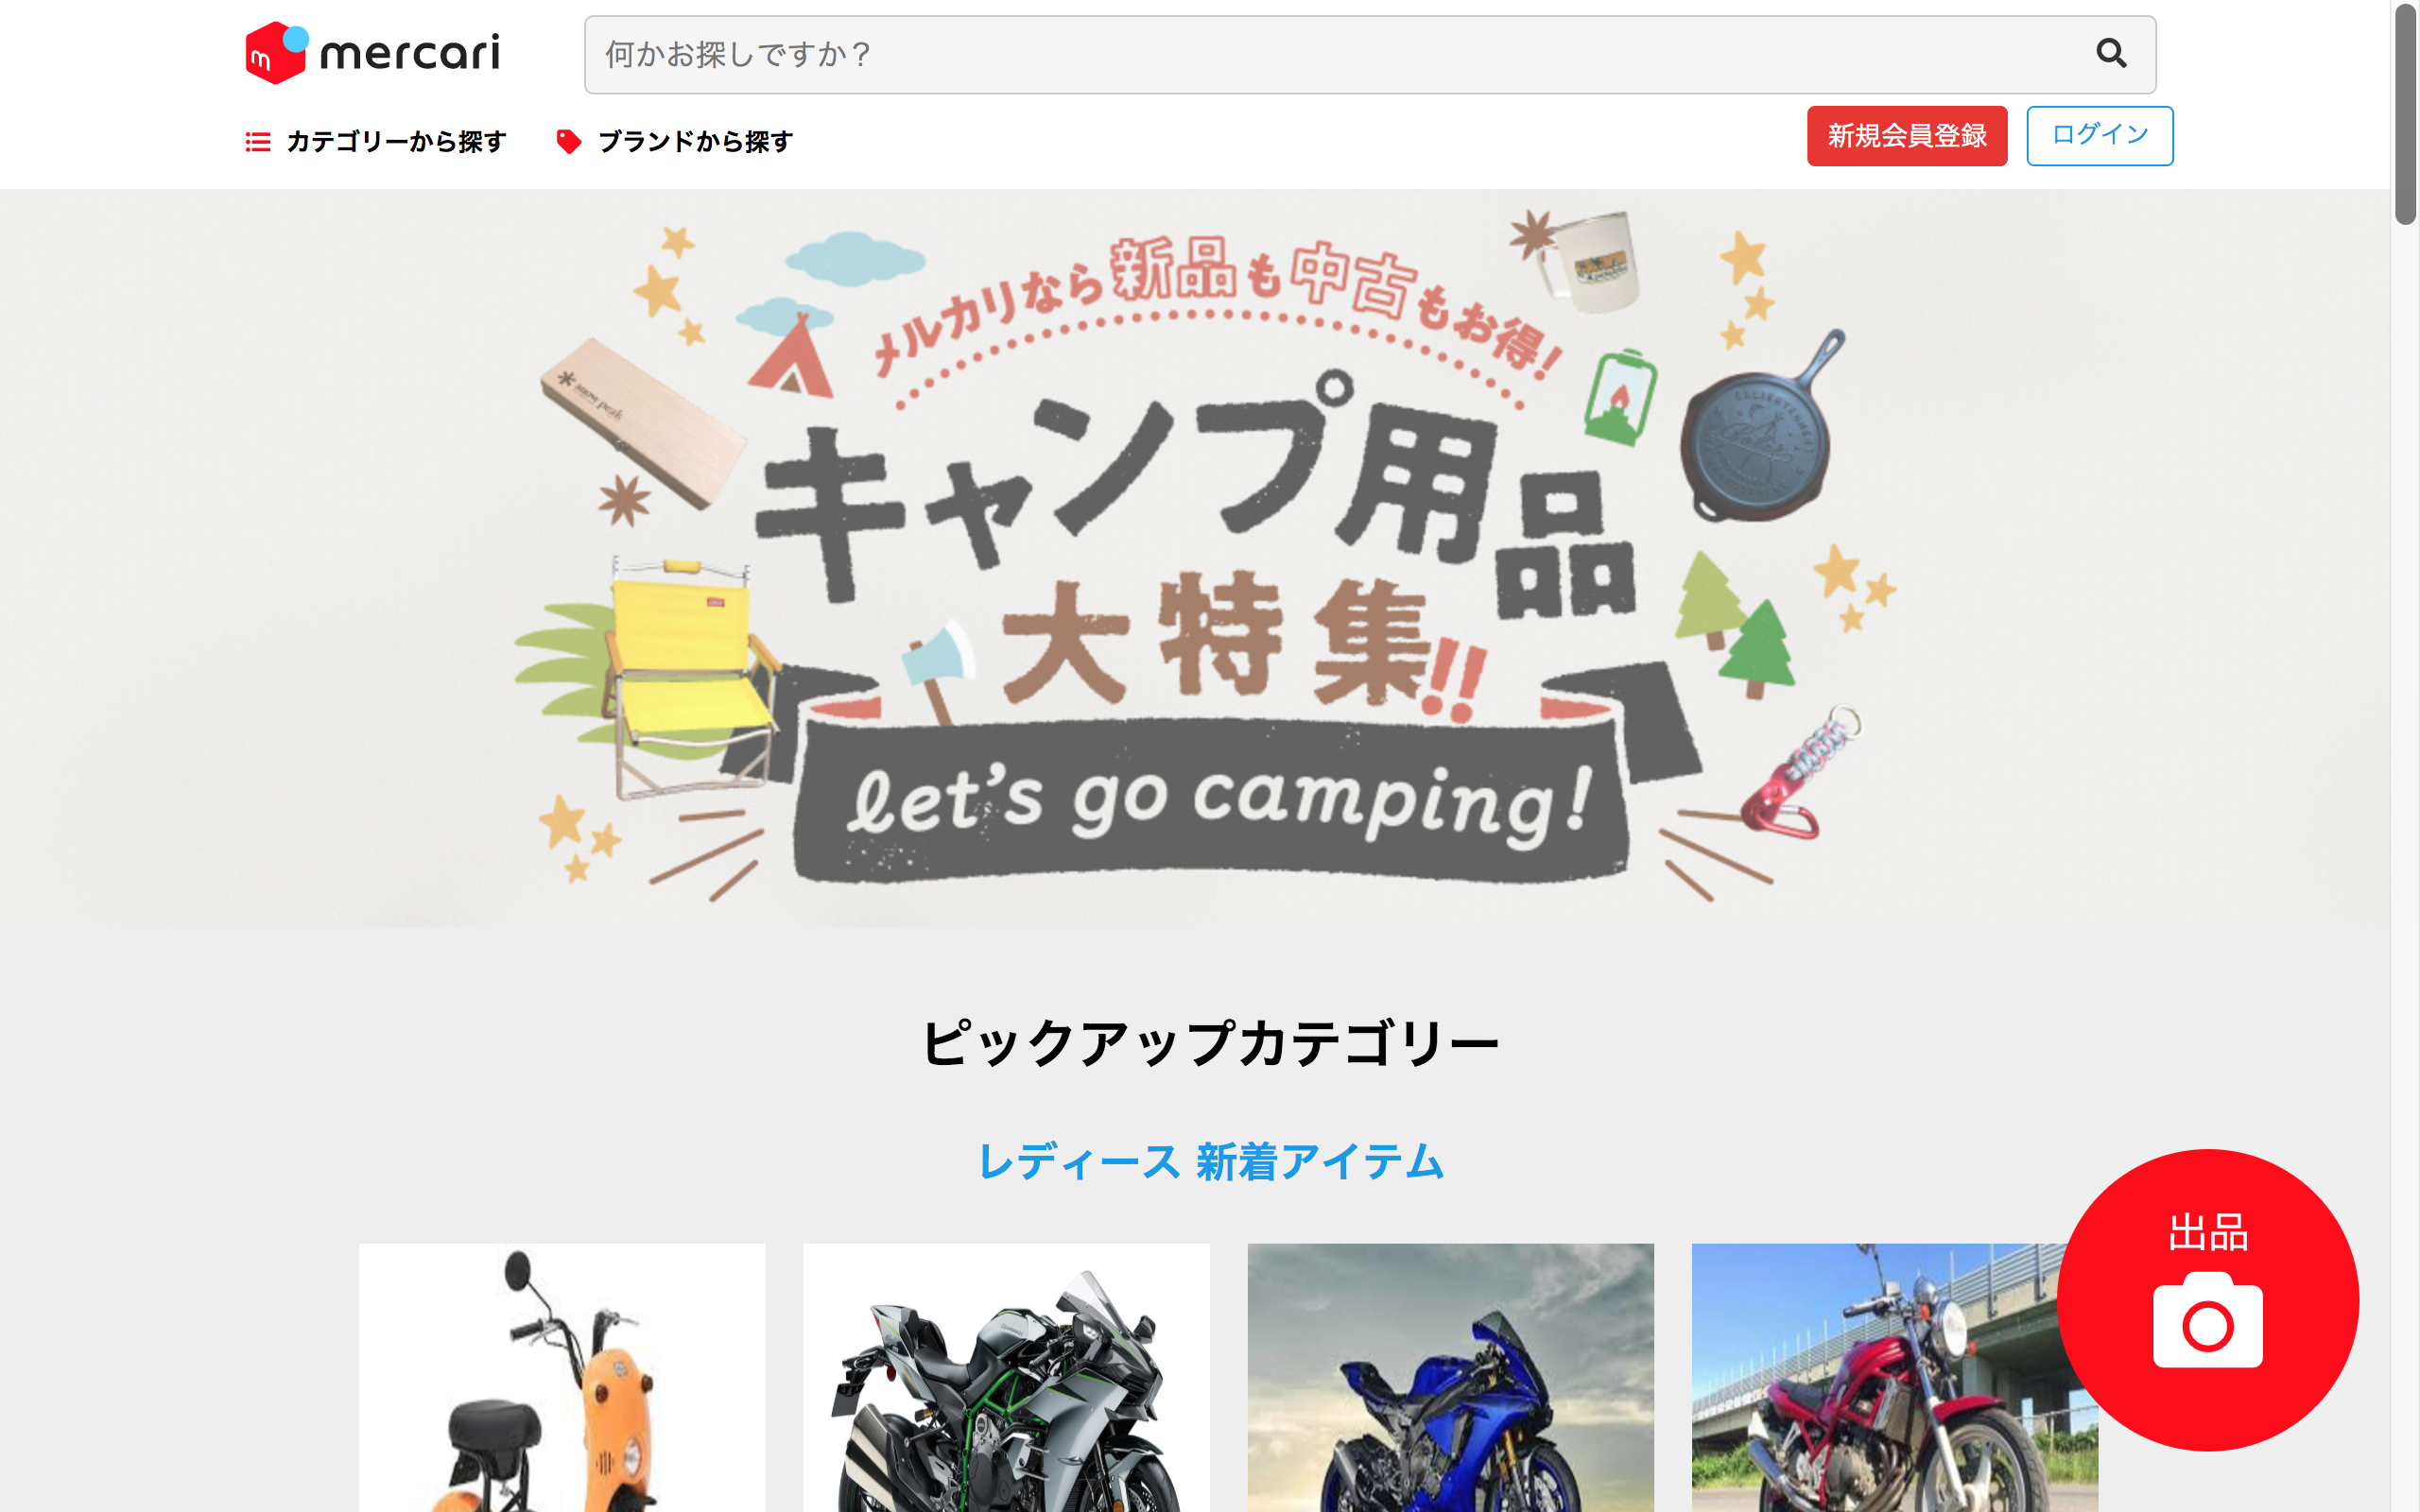 mercari
何かお探しですか？
カテゴリーから探す
ブランドから探す
新規会員登録
ログイン
メルカリなら新品も中古もお得!
キャンプ用品
大特集!!
let's go camping!
snow peak
ピックアップカテゴリー
レディース 新着アイテム
出品